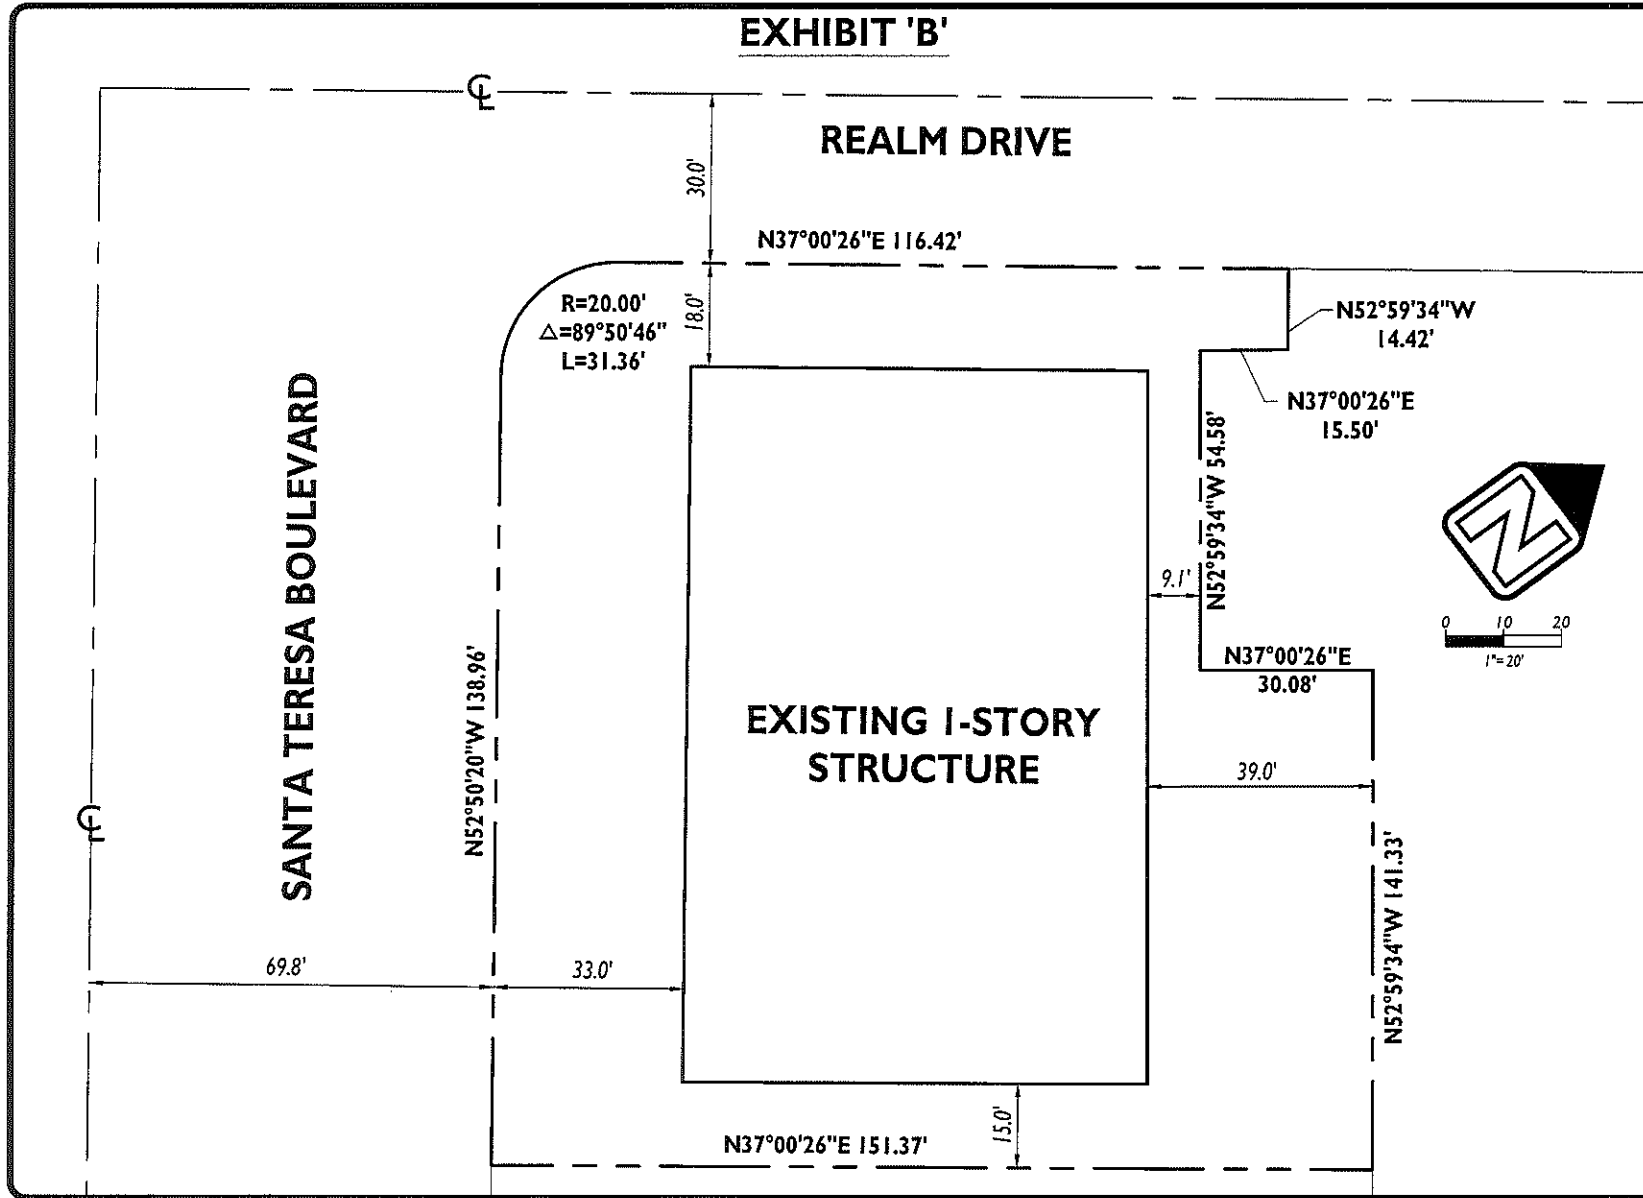 EXHIBIT 'B'
℄
REALM DRIVE
30.0'
N37°00'26"E 116.42'
R=20.00'
△=89°50'46"
L=31.36'
18.0'
N52°59'34"W
14.42'
N37°00'26"E
15.50'
SANTA TERESA BOULEVARD
N52°59'34"W 54.58'
N
9.1'
0 10 20
1"=20'
N37°00'26"E
30.08'
N52°50'20"W 138.96'
EXISTING 1-STORY
STRUCTURE
39.0'
℄
N52°59'34"W 141.33'
69.8'
33.0'
15.0'
N37°00'26"E 151.37'